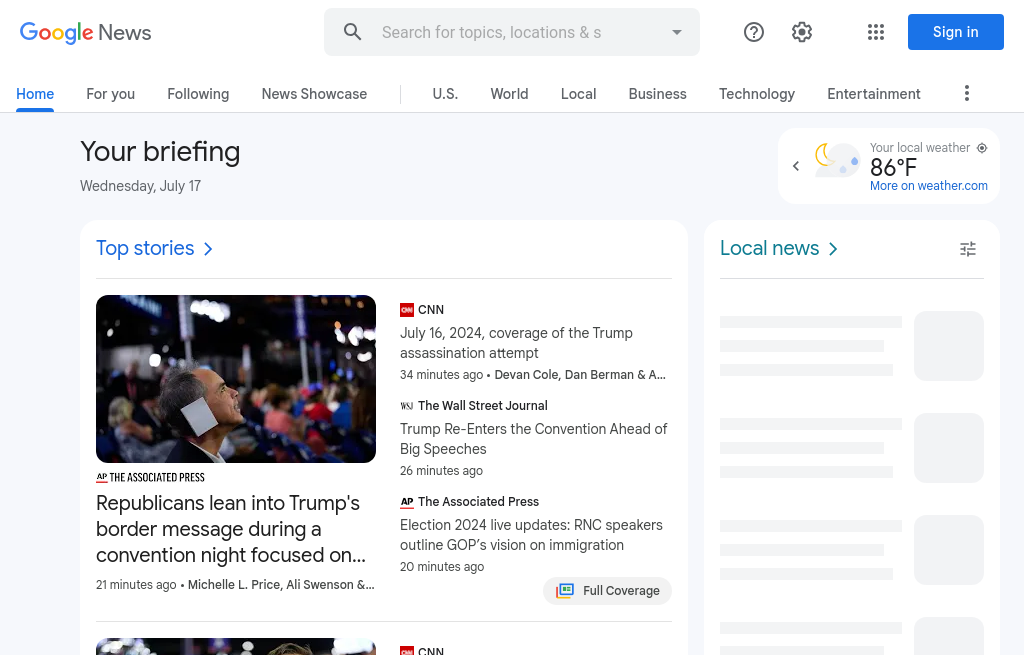 Google News
Search for topics, locations & s
Sign in
Home
For you
Following
News Showcase
U.S.
World
Local
Business
Technology
Entertainment
Your briefing
Wednesday, July 17
Your local weather
86°F
More on weather.com
Top stories
Local news
AP THE ASSOCIATED PRESS
Republicans lean into Trump's
border message during a
convention night focused on...
21 minutes ago • Michelle L. Price, Ali Swenson &...
CNN CNN
July 16, 2024, coverage of the Trump
assassination attempt
34 minutes ago • Devan Cole, Dan Berman & A...
WSJ The Wall Street Journal
Trump Re-Enters the Convention Ahead of
Big Speeches
26 minutes ago
AP The Associated Press
Election 2024 live updates: RNC speakers
outline GOP’s vision on immigration
20 minutes ago
Full Coverage
CNN CNN